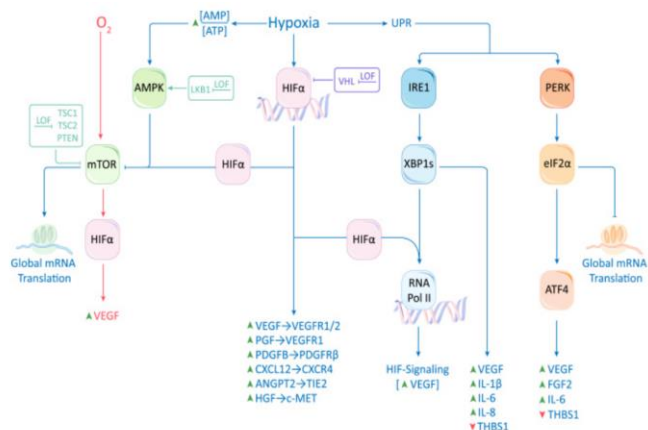 O2
[AMP]
[ATP]
Hypoxia
UPR
AMPK
LKB1
LOF
HIFα
VHL
LOF
IRE1
PERK
LOF
TSC1
TSC2
PTEN
mTOR
HIFα
XBP1s
eIF2α
Global mRNA
Translation
HIFα
HIFα
RNA
Pol II
ATF4
Global mRNA
Translation
VEGF
VEGF→VEGFR1/2
PGF→VEGFR1
PDGFB→PDGFRβ
CXCL12→CXCR4
ANGPT2→TIE2
HGF→c-MET
HIF-Signaling
[▲VEGF]
VEGF
IL-1β
IL-6
IL-8
THBS1
VEGF
FGF2
IL-6
THBS1